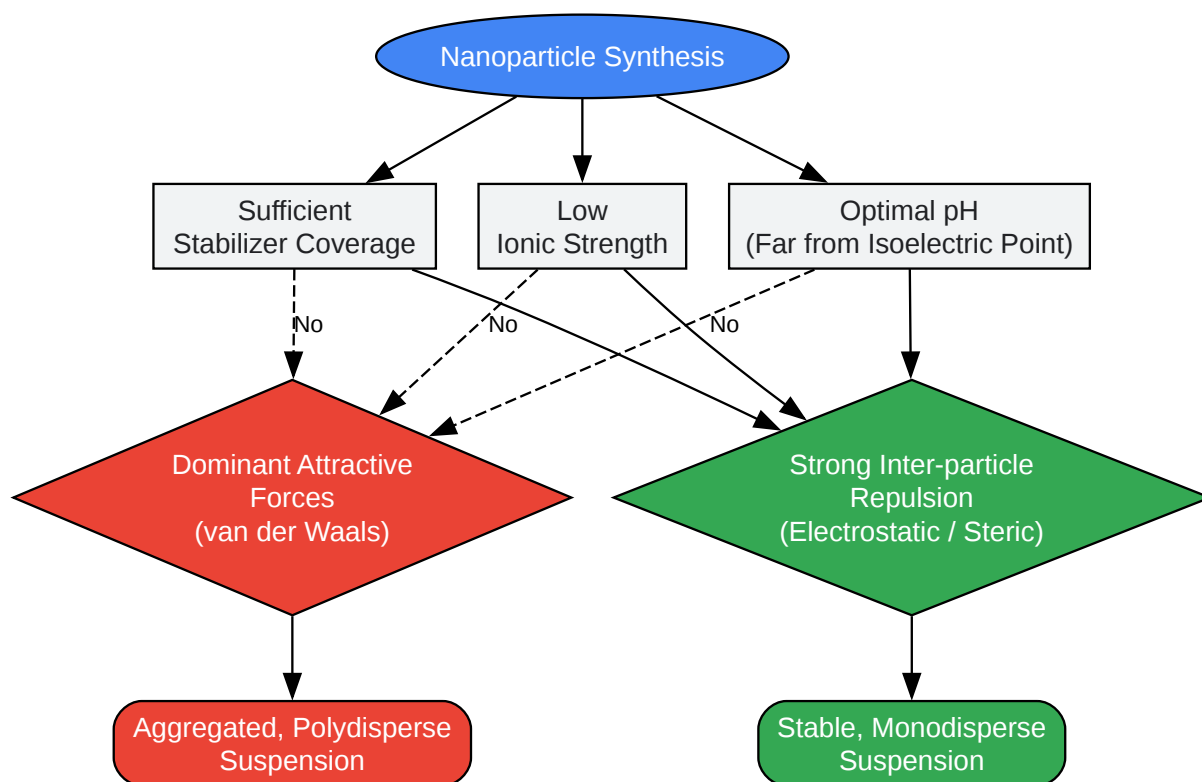 Nanoparticle Synthesis
Sufficient
Stabilizer Coverage
Low
Ionic Strength
Optimal pH
(Far from Isoelectric Point)
No
No
No
Dominant Attractive
Forces
(van der Waals)
Strong Inter-particle
Repulsion
(Electrostatic / Steric)
Aggregated, Polydisperse
Suspension
Stable, Monodisperse
Suspension